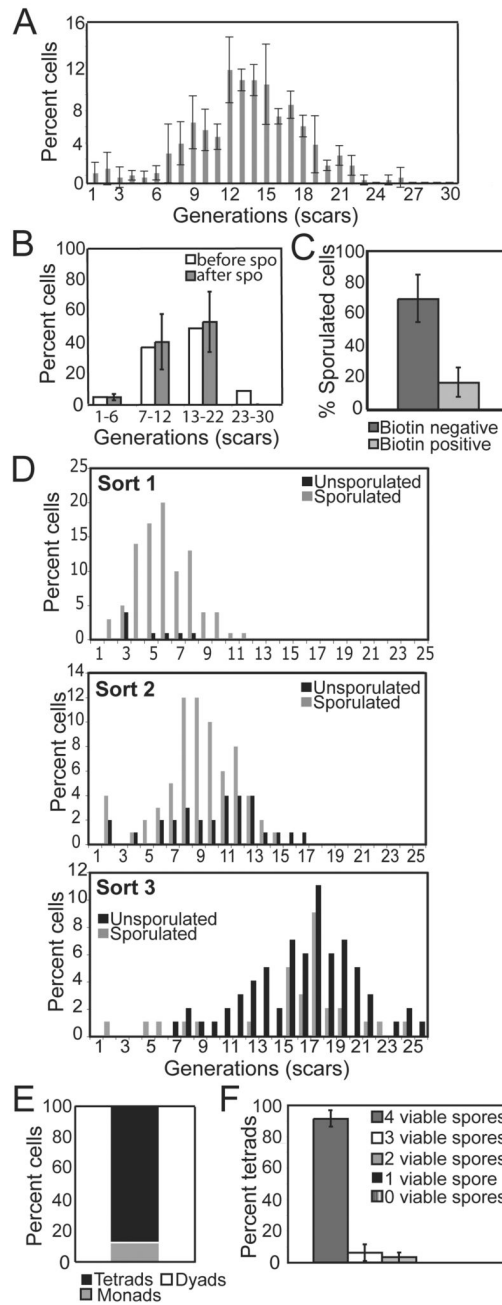 A
Percent cells
16
12
8
4
0
1 3 6 9 12 15 18 21 24 27 30
Generations (scars)
B
Percent cells
100
80
60
40
20
0
before spo
after spo
1-6 7-12 13-22 23-30
Generations (scars)
C
% Sporulated cells
100
80
60
40
20
0
Biotin negative
Biotin positive
D
Sort 1
Unsporulated
Sporulated
Percent cells
25
20
15
10
5
0
1 3 5 7 9 11 13 15 17 19 21 23 25
Sort 2
Unsporulated
Sporulated
Percent cells
14
12
10
8
6
4
2
0
1 3 5 7 9 11 13 15 17 19 21 23 25
Sort 3
Unsporulated
Sporulated
Percent cells
12
10
8
6
4
2
0
1 3 5 7 9 11 13 15 17 19 21 23 25
Generations (scars)
E
Percent cells
100
80
60
40
20
0
Tetrads Dyads
Monads
F
Percent tetrads
100
80
60
40
20
0
4 viable spores
3 viable spores
2 viable spores
1 viable spore
0 viable spores